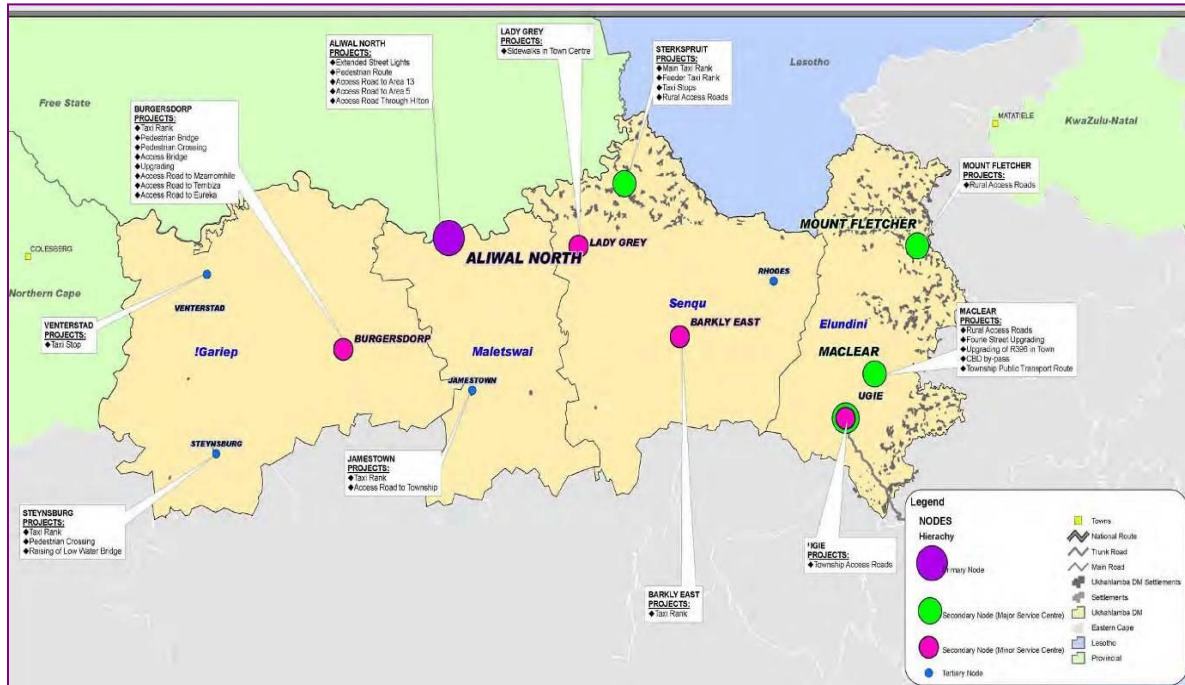 ALIWAL NORTH
PROJECTS:
◆Extended Street Lights
◆Pedestrian Route
◆Access Road to Area 13
◆Access Road to Area 5
◆Access Road Through Hilton
LADY GREY
PROJECTS:
◆Sidewalks in Town Centre
STERKSPRUIT
PROJECTS:
◆Main Taxi Rank
◆Feeder Taxi Rank
◆Taxi Stops
◆Rural Access Roads
Lesotho
Free State
BURGERSDORP
PROJECTS:
◆Taxi Rank
◆Pedestrian Bridge
◆Pedestrian Crossing
◆Access Bridge
◆Upgrading
◆Access Road to Mzamomhle
◆Access Road to Tembiza
◆Access Road to Eureka
MATATIELE
KwaZulu-Natal
MOUNT FLETCHER
PROJECTS:
◆Rural Access Roads
MOUNT FLETCHER
COLESBERG
ALIWAL NORTH
LADY GREY
RHODES
Northern Cape
VENTERSTAD
Senqu
VENTERSTAD
PROJECTS:
◆Taxi Stop
!Gariep
BURGERSDORP
Maletswai
BARKLY EAST
Elundini
MACLEAR
MACLEAR
PROJECTS:
◆Rural Access Roads
◆Fourie Street Upgrading
◆Upgrading of R396 in Town
◆CBD by-pass
◆Township Public Transport Route
JAMESTOWN
UGIE
STEYNSBURG
JAMESTOWN
PROJECTS:
◆Taxi Rank
◆Access Road to Township
STEYNSBURG
PROJECTS:
◆Taxi Rank
◆Pedestrian Crossing
◆Raising of Low Water Bridge
UGIE
PROJECTS:
◆Township Access Roads
BARKLY EAST
PROJECTS:
◆Taxi Rank
Legend
NODES
Hierachy
Primary Node
Secondary Node (Major Service Centre)
Secondary Node (Minor Service Centre)
Tertiary Node
Towns
National Route
Trunk Road
Main Road
Ukhahlamba DM Settlements
Settlements
Ukhahlamba DM
Eastern Cape
Lesotho
Provincial